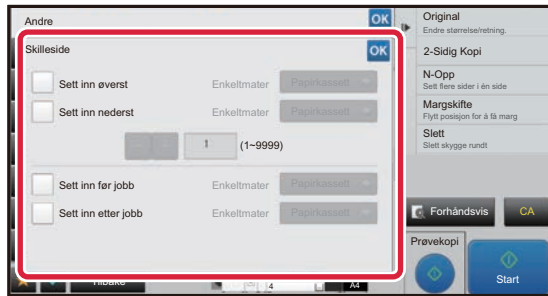 Andre
OK
Skilleside
OK
Sett inn øverst
Enkeltmater
Papirkassett
Sett inn nederst
Enkeltmater
Papirkassett
1
(1~9999)
Sett inn før jobb
Enkeltmater
Papirkassett
Sett inn etter jobb
Enkeltmater
Papirkassett
Tilbake
4
A4
Original
Endre størrelse/retning.
2-Sidig Kopi
N-Opp
Sett flere sider i én side
Margskifte
Flytt posisjon for å få marg
Slett
Slett skygge rundt
Forhåndsvis
CA
Prøvekopi
Start